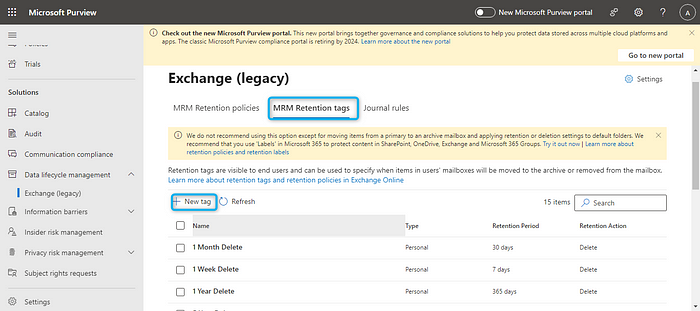 Microsoft Purview
New Microsoft Purview portal
A
Check out the new Microsoft Purview portal. This new portal brings together governance and compliance solutions to help you protect data stored across multiple cloud platforms and
apps. The classic Microsoft Purview compliance portal is retiring by 2024. Learn more about the new portal
Go to new portal
Trials
Solutions
Catalog
Audit
Communication compliance
Data lifecycle management
Exchange (legacy)
Information barriers
Insider risk management
Privacy risk management
Subject rights requests
Settings
Exchange (legacy)
Settings
MRM Retention policies
MRM Retention tags
Journal rules
We do not recommend using this option except for moving items from a primary to an archive mailbox and applying retention or deletion settings to default folders. We
recommend that you use 'Labels' in Microsoft 365 to protect content in SharePoint, OneDrive, Exchange and Microsoft 365 Groups. Try it out now | Learn more about
retention policies and retention labels
Retention tags are visible to end users and can be used to specify when items in users' mailboxes will be moved to the archive or removed from the mailbox.
Learn more about retention tags and retention policies in Exchange Online
New tag
Refresh
15 items
Search
Name Type Retention Period Retention Action
1 Month Delete Personal 30 days Delete
1 Week Delete Personal 7 days Delete
1 Year Delete Personal 365 days Delete